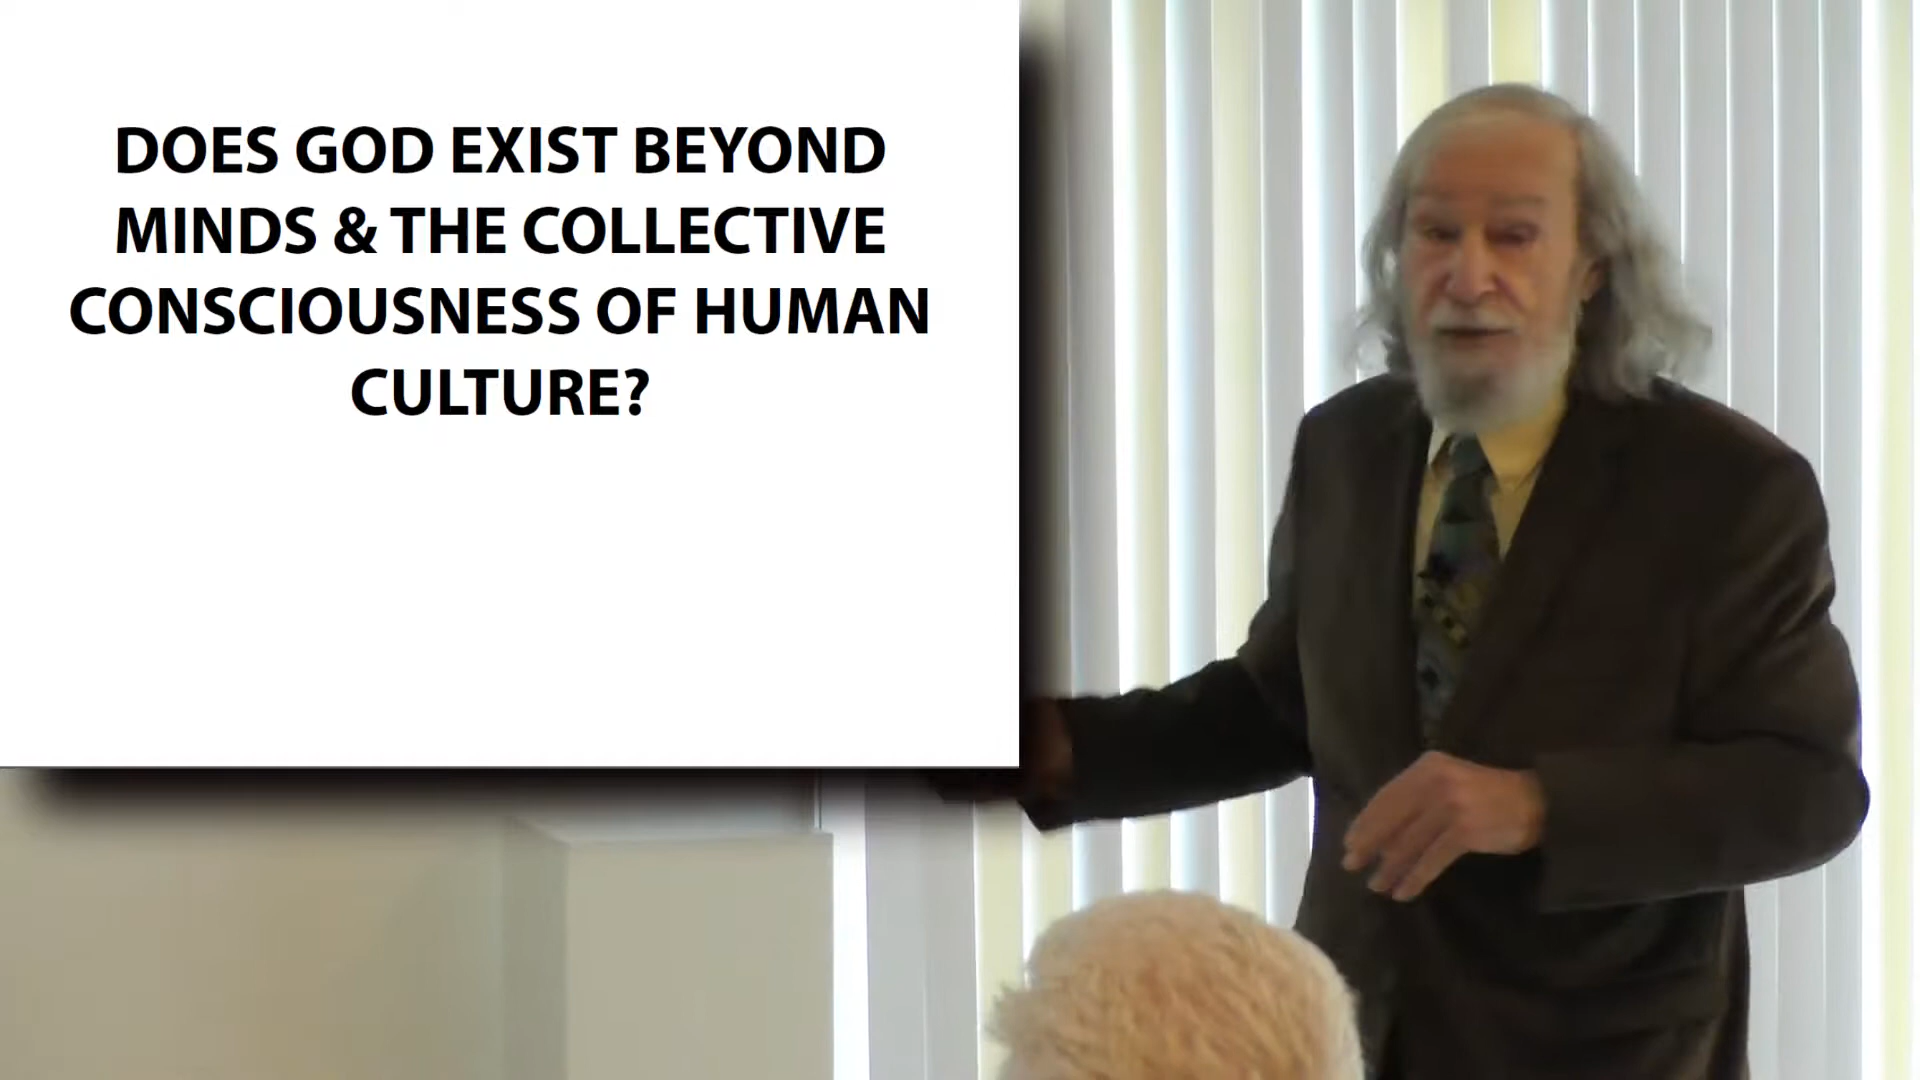 DOES GOD EXIST BEYOND
MINDS & THE COLLECTIVE
CONSCIOUSNESS OF HUMAN
CULTURE?